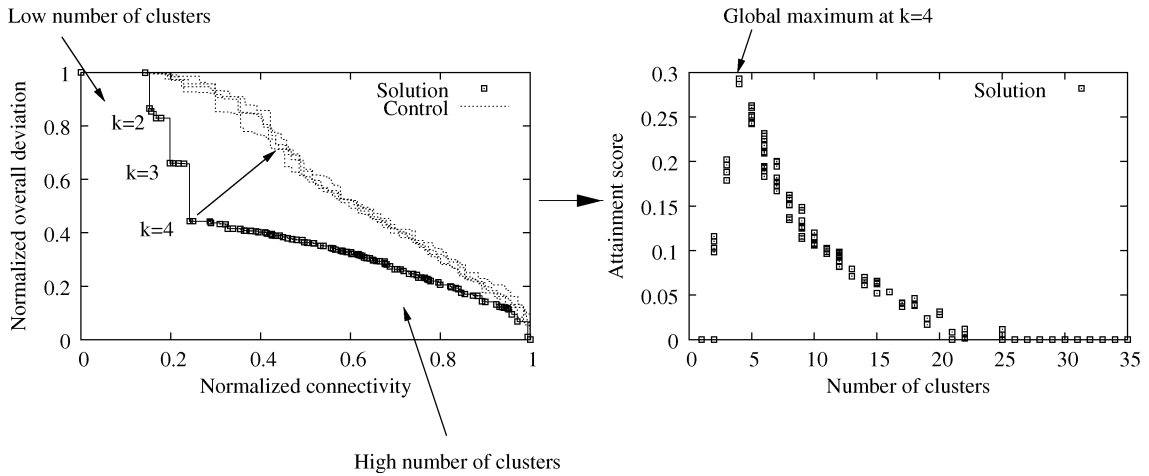 Low number of clusters
Global maximum at k=4
1
0.8
0.6
0.4
0.2
0
Normalized overall deviation
Solution
Control
k=2
k=3
k=4
0
0.2
0.4
0.6
0.8
1
Normalized connectivity
High number of clusters
0.3
0.25
0.2
0.15
0.1
0.05
0
Attainment score
Solution
0
5
10
15
20
25
30
35
Number of clusters